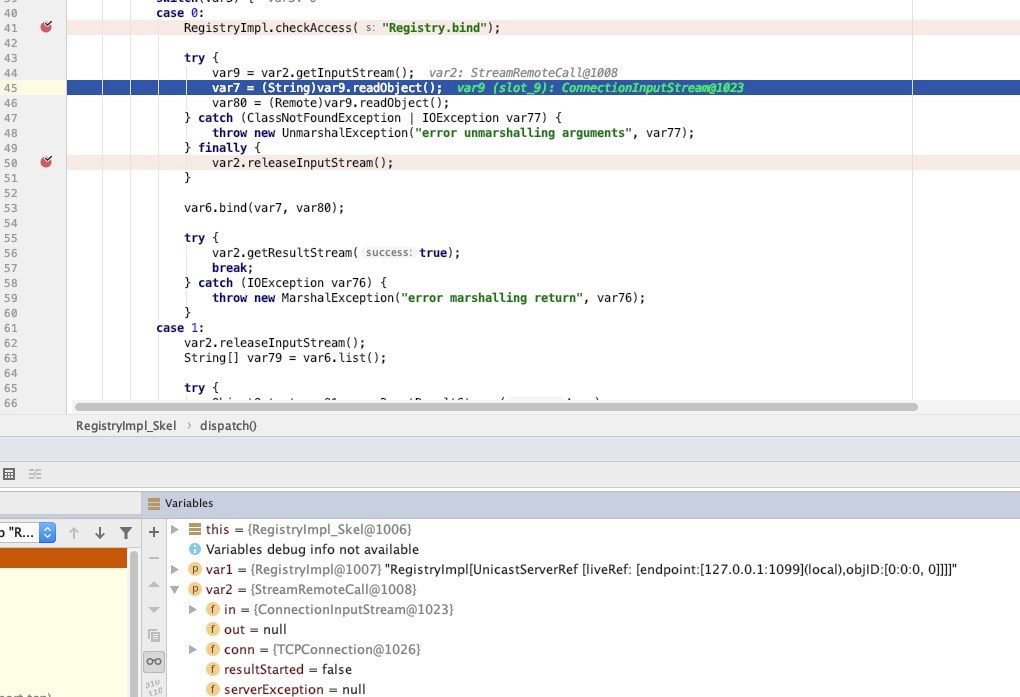 40 case 0:
41 RegistryImpl.checkAccess( s: "Registry.bind");
42
43 try {
44 var9 = var2.getInputStream(); var2: StreamRemoteCall@1008
45 var7 = (String)var9.readObject(); var9 (slot_9): ConnectionInputStream@1023
46 var80 = (Remote)var9.readObject();
47 } catch (ClassNotFoundException | IOException var77) {
48 throw new UnmarshalException("error unmarshalling arguments", var77);
49 } finally {
50 var2.releaseInputStream();
51 }
52
53 var6.bind(var7, var80);
54
55 try {
56 var2.getResultStream( success: true);
57 break;
58 } catch (IOException var76) {
59 throw new MarshalException("error marshalling return", var76);
60 }
61 case 1:
62 var2.releaseInputStream();
63 String[] var79 = var6.list();
64
65 try {
66
RegistryImpl_Skel › dispatch()
Variables
"R...
this = {RegistryImpl_Skel@1006}
Variables debug info not available
var1 = {RegistryImpl@1007} "RegistryImpl[UnicastServerRef [liveRef: [endpoint:[127.0.0.1:1099](local),objID:[0:0:0, 0]]]]"
var2 = {StreamRemoteCall@1008}
in = {ConnectionInputStream@1023}
out = null
conn = {TCPConnection@1026}
resultStarted = false
serverException = null